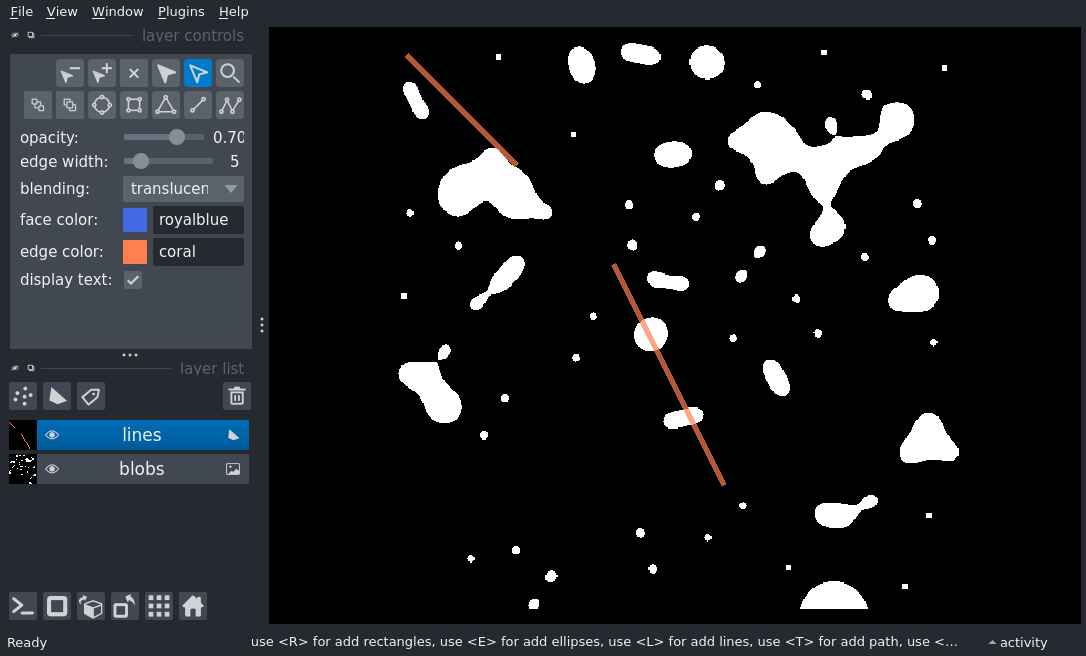 File View Window Plugins Help
layer controls
opacity: 0.70
edge width: 5
blending: translucen
face color: royalblue
edge color: coral
display text:
layer list
lines
blobs
Ready use <R> for add rectangles, use <E> for add ellipses, use <L> for add lines, use <T> for add path, use <... activity